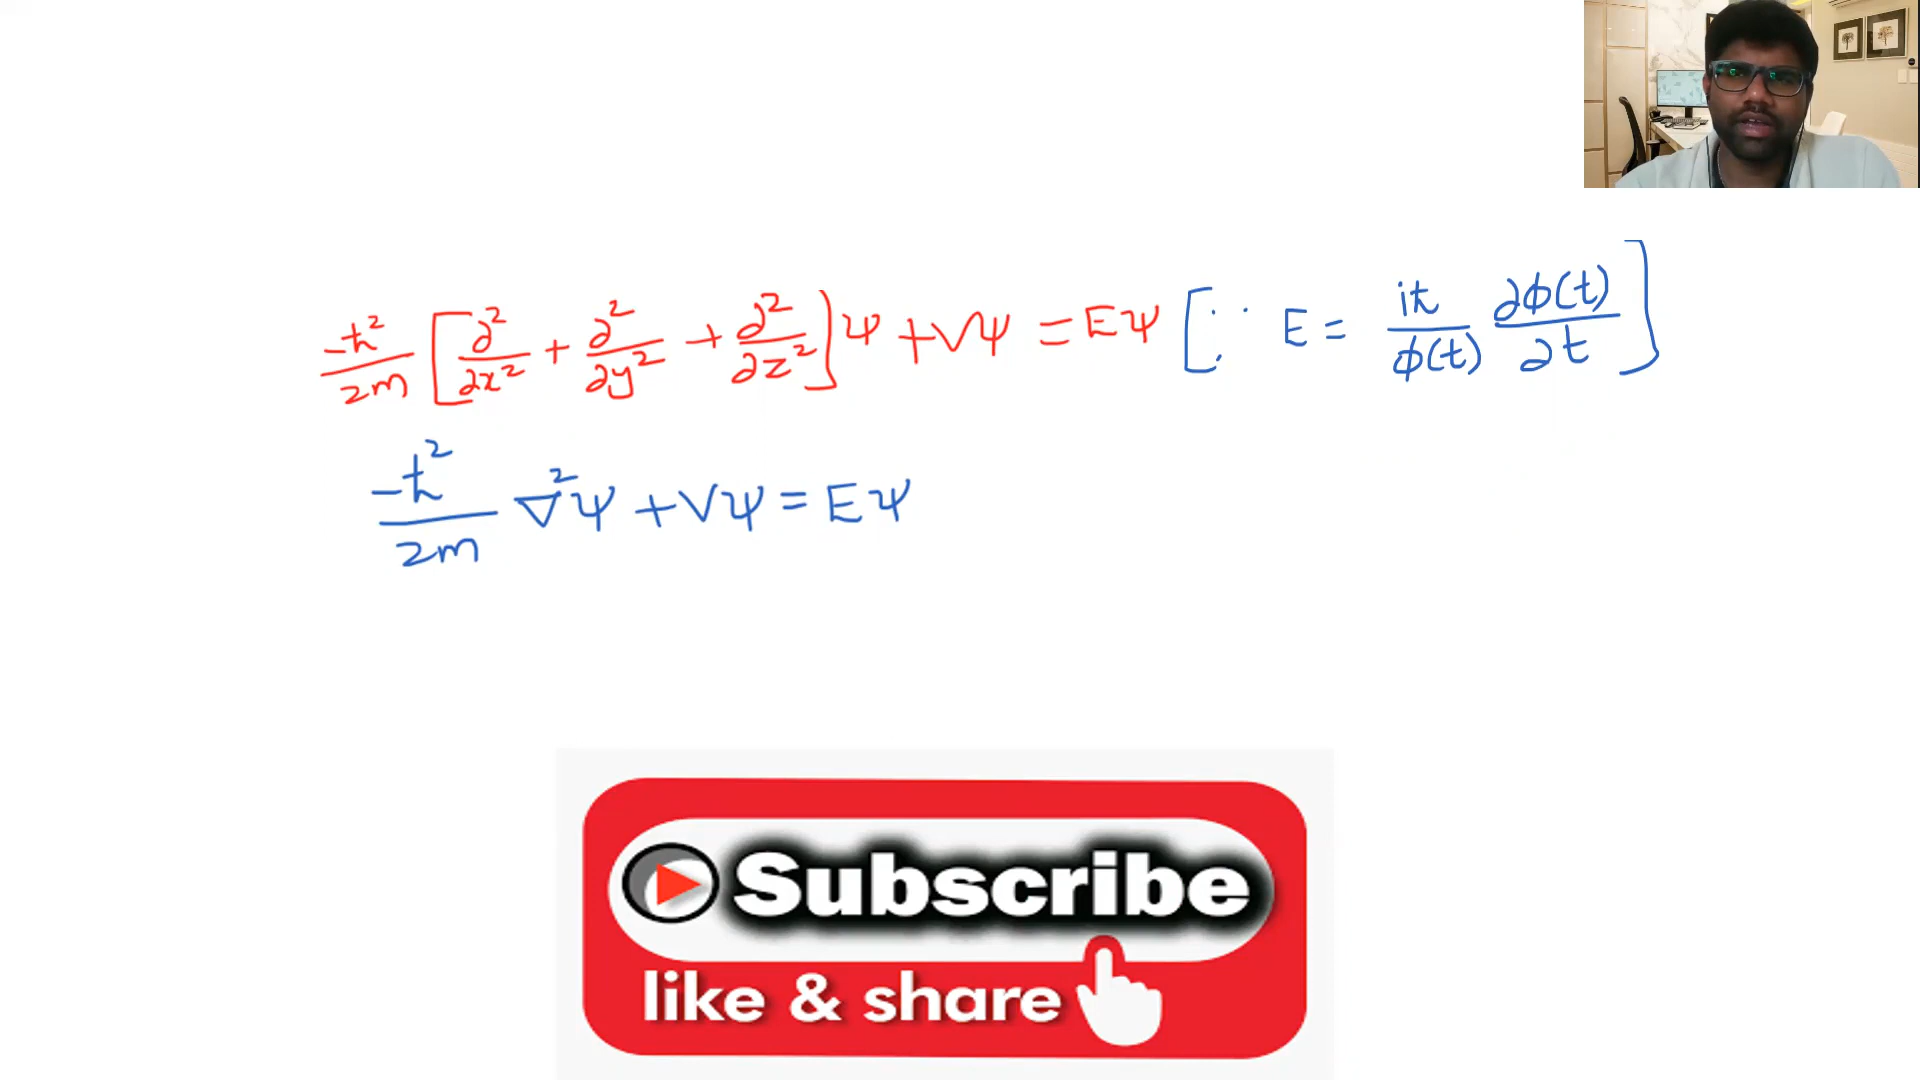 -ħ²/2m [∂²/∂x² + ∂²/∂y² + ∂²/∂z²] ψ + Vψ = Eψ [∵ E = iħ/ϕ(t) ∂ϕ(t)/∂t]
-ħ²/2m ∇²ψ + Vψ = Eψ
Subscribe
like & share